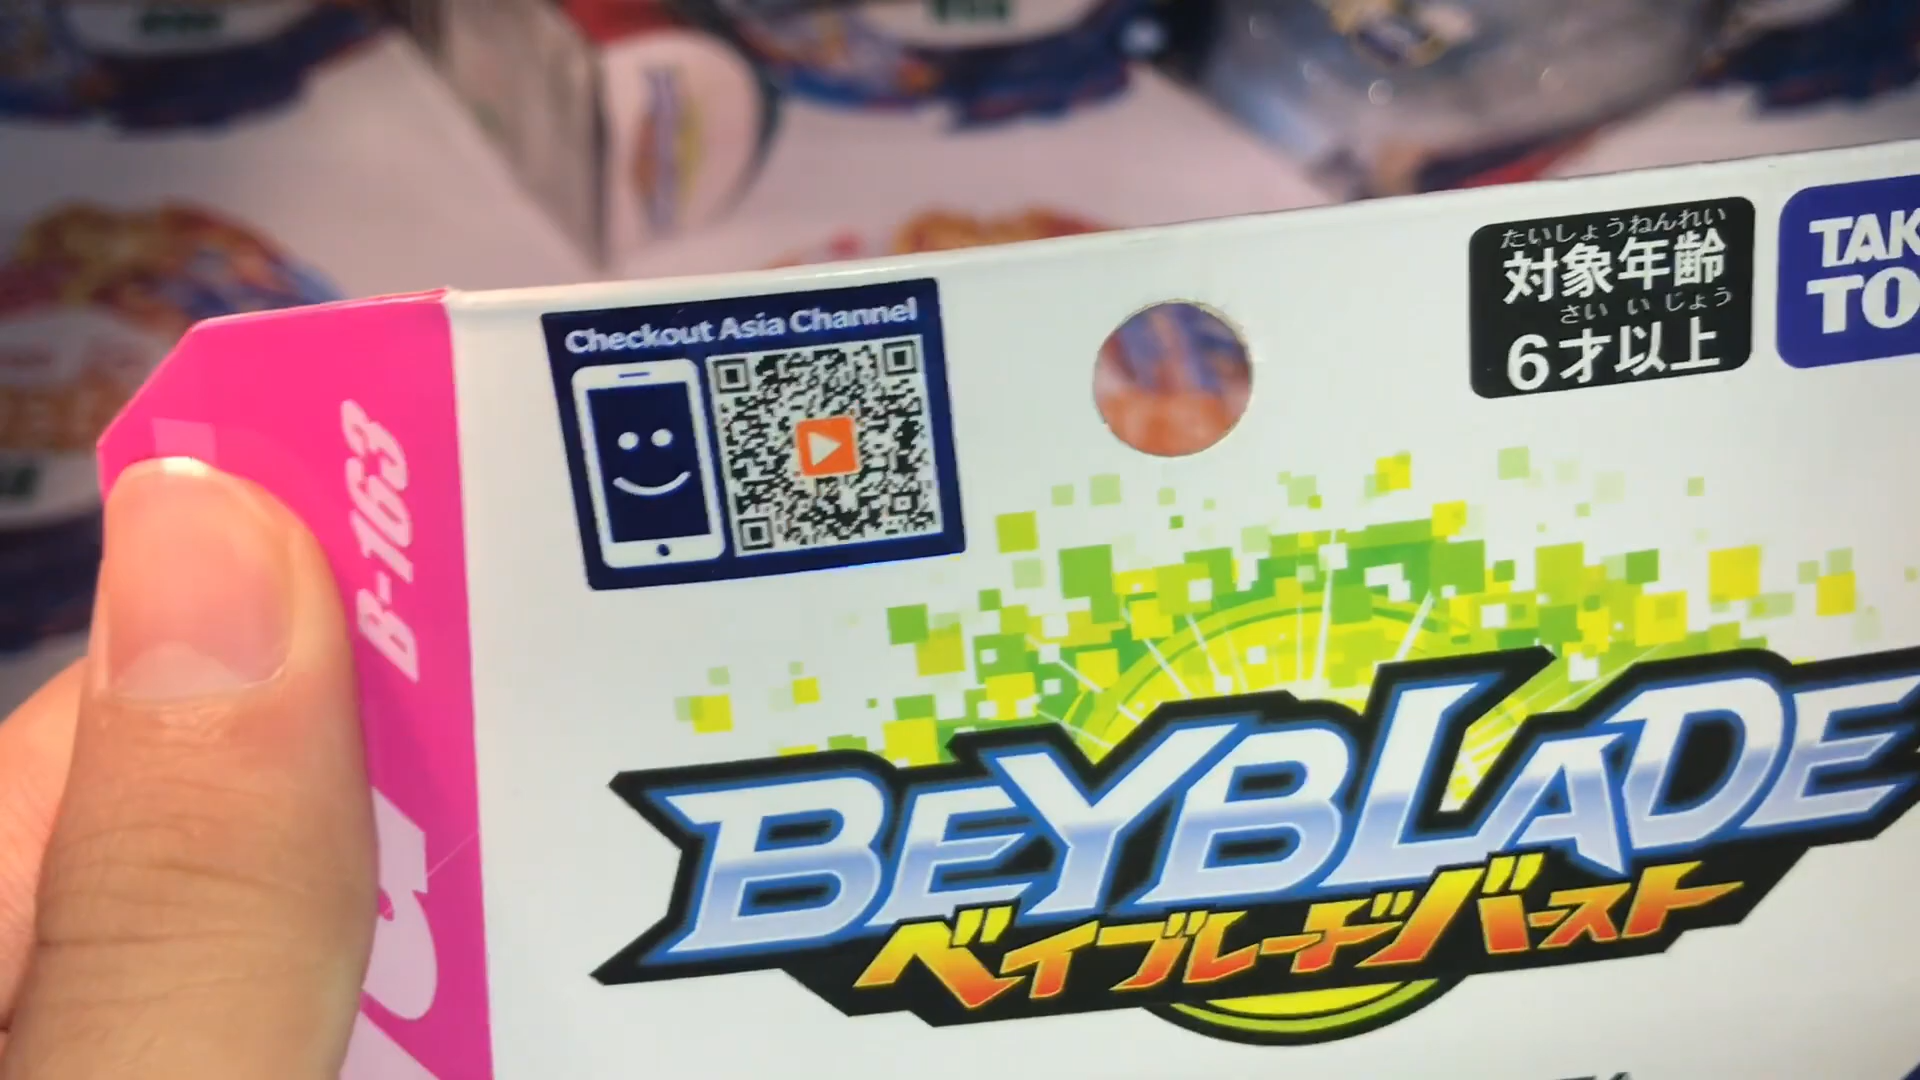 Checkout Asia Channel
たいしょうねんれい
対象年齢
さい いじょう
6才以上
B-163
BEYBLADE
ベイブレードバースト